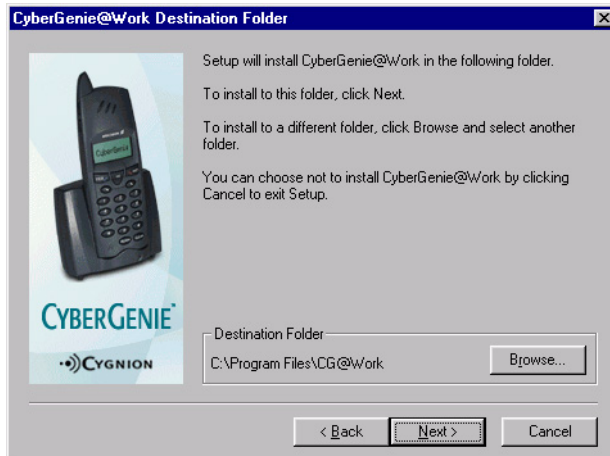 CyberGenie@Work Destination Folder
Setup will install CyberGenie@Work in the following folder.
To install to this folder, click Next.
To install to a different folder, click Browse and select another
folder.
You can choose not to install CyberGenie@Work by clicking
Cancel to exit Setup.
CyberGenie
CYBERGENIE
CYGNION
Destination Folder
C:\Program Files\CG@Work
Browse...
< Back
Next >
Cancel